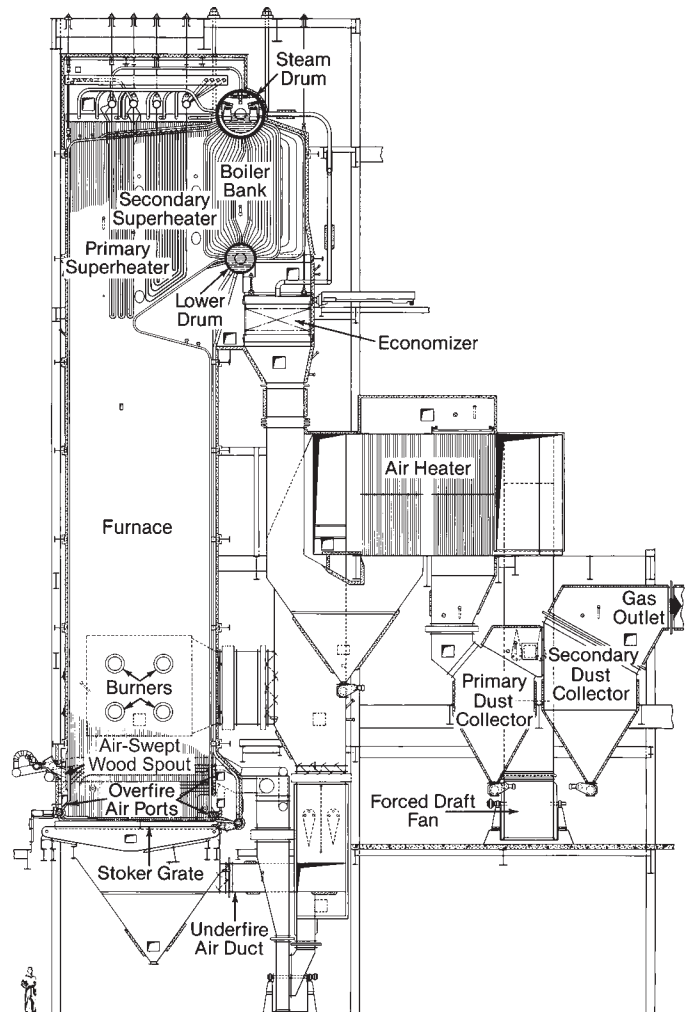 Steam
Drum
Boiler
Bank
Secondary
Superheater
Primary
Superheater
Lower
Drum
Economizer
Air Heater
Furnace
Gas
Outlet
Secondary
Dust
Collector
Primary
Dust
Collector
Burners
Air-Swept
Wood Spout
Overfire
Air Ports
Forced Draft
Fan
Stoker Grate
Underfire
Air Duct